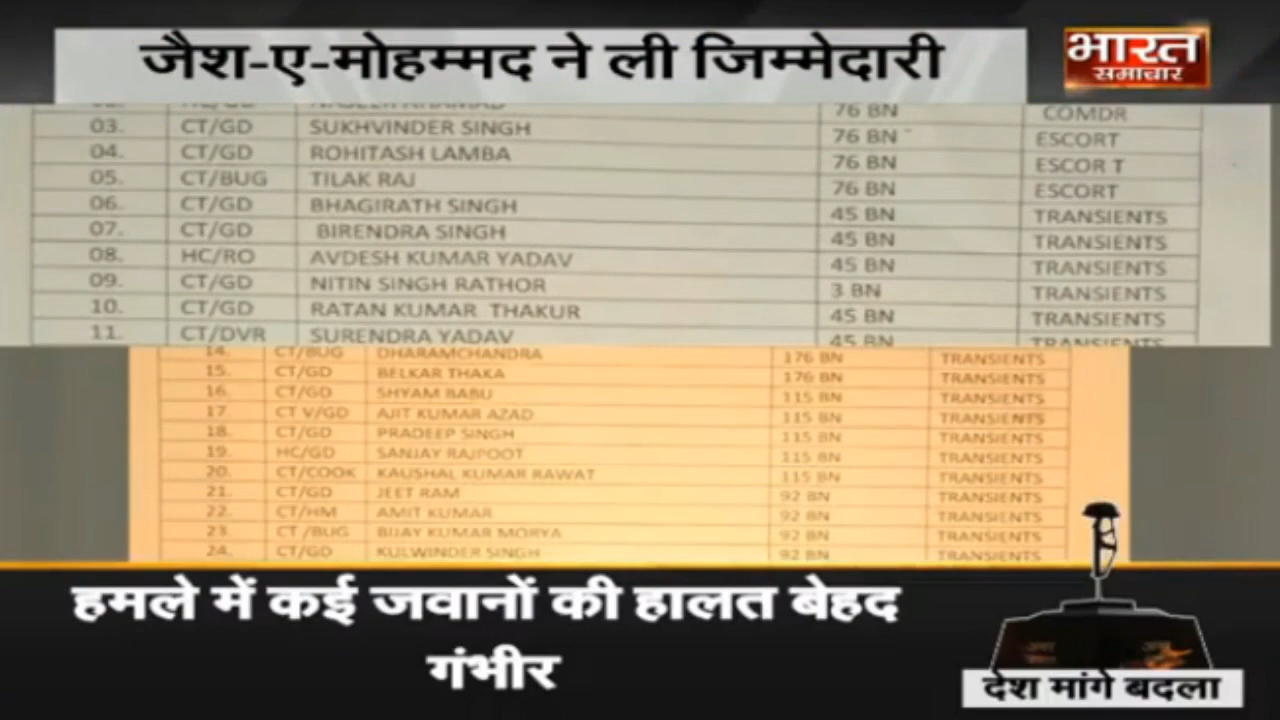 जैश-ए-मोहम्मद ने ली जिम्मेदारी
भारत
समाचार
76 BN COMDR
03. CT/GD SUKHVINDER SINGH 76 BN ESCORT
04. CT/GD ROHITASH LAMBA 76 BN ESCOR T
05. CT/BUG TILAK RAJ 76 BN ESCORT
06. CT/GD BHAGIRATH SINGH 45 BN TRANSIENTS
07. CT/GD BIRENDRA SINGH 45 BN TRANSIENTS
08. HC/RO AVDESH KUMAR YADAV 45 BN TRANSIENTS
09. CT/GD NITIN SINGH RATHOR 3 BN TRANSIENTS
10. CT/GD RATAN KUMAR THAKUR 45 BN TRANSIENTS
11. CT/DVR SURENDRA YADAV 45 BN TRANSIENTS
14. CT/BUG DHARAMCHANDRA 176 BN TRANSIENTS
15. CT/GD BELKAR THAKA 176 BN TRANSIENTS
16. CT/GD SHYAM BABU 115 BN TRANSIENTS
17. CT V/GD AJIT KUMAR AZAD 115 BN TRANSIENTS
18. CT/GD PRADEEP SINGH 115 BN TRANSIENTS
19. HC/GD SANJAY RAJPOOT 115 BN TRANSIENTS
20. CT/COOK KAUSHAL KUMAR RAWAT 115 BN TRANSIENTS
21. CT/GD JEET RAM 92 BN TRANSIENTS
22. CT/HM AMIT KUMAR 92 BN TRANSIENTS
23. CT /BUG BIJAY KUMAR MORYA 92 BN TRANSIENTS
24. CT/GD KULWINDER SINGH 92 BN TRANSIENTS
हमले में कई जवानों की हालत बेहद
गंभीर
देश मांगे बदला